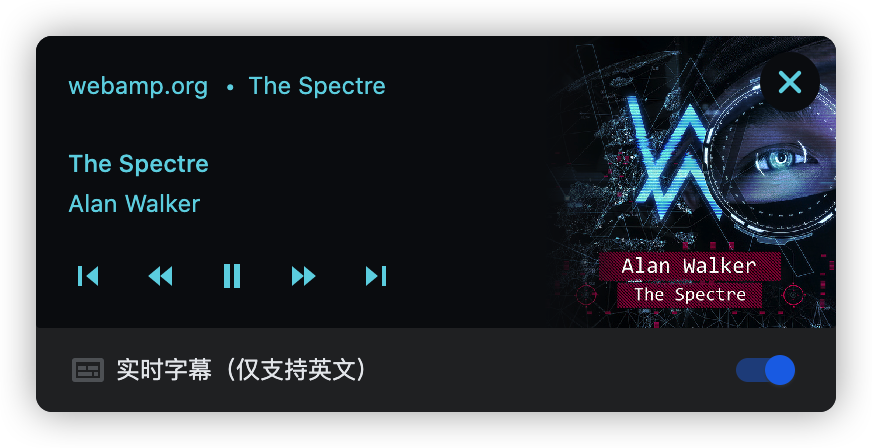 webamp.org • The Spectre
The Spectre
Alan Walker
Alan Walker
The Spectre
实时字幕（仅支持英文）